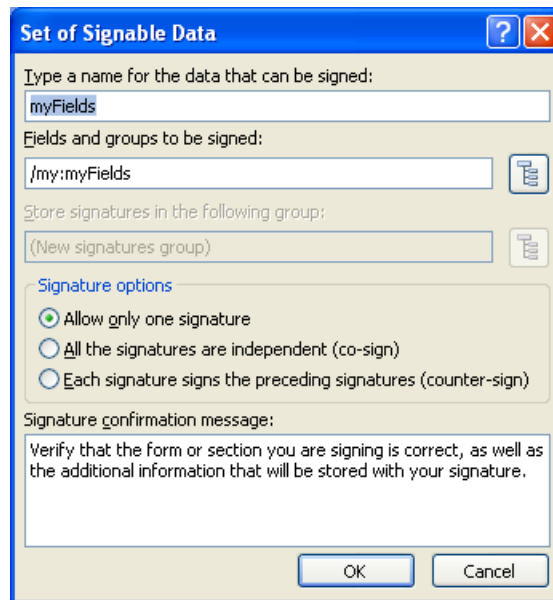 Set of Signable Data
Type a name for the data that can be signed:
myFields
Fields and groups to be signed:
/my:myFields
Store signatures in the following group:
(New signatures group)
Signature options
Allow only one signature
All the signatures are independent (co-sign)
Each signature signs the preceding signatures (counter-sign)
Signature confirmation message:
Verify that the form or section you are signing is correct, as well as
the additional information that will be stored with your signature.
OK Cancel